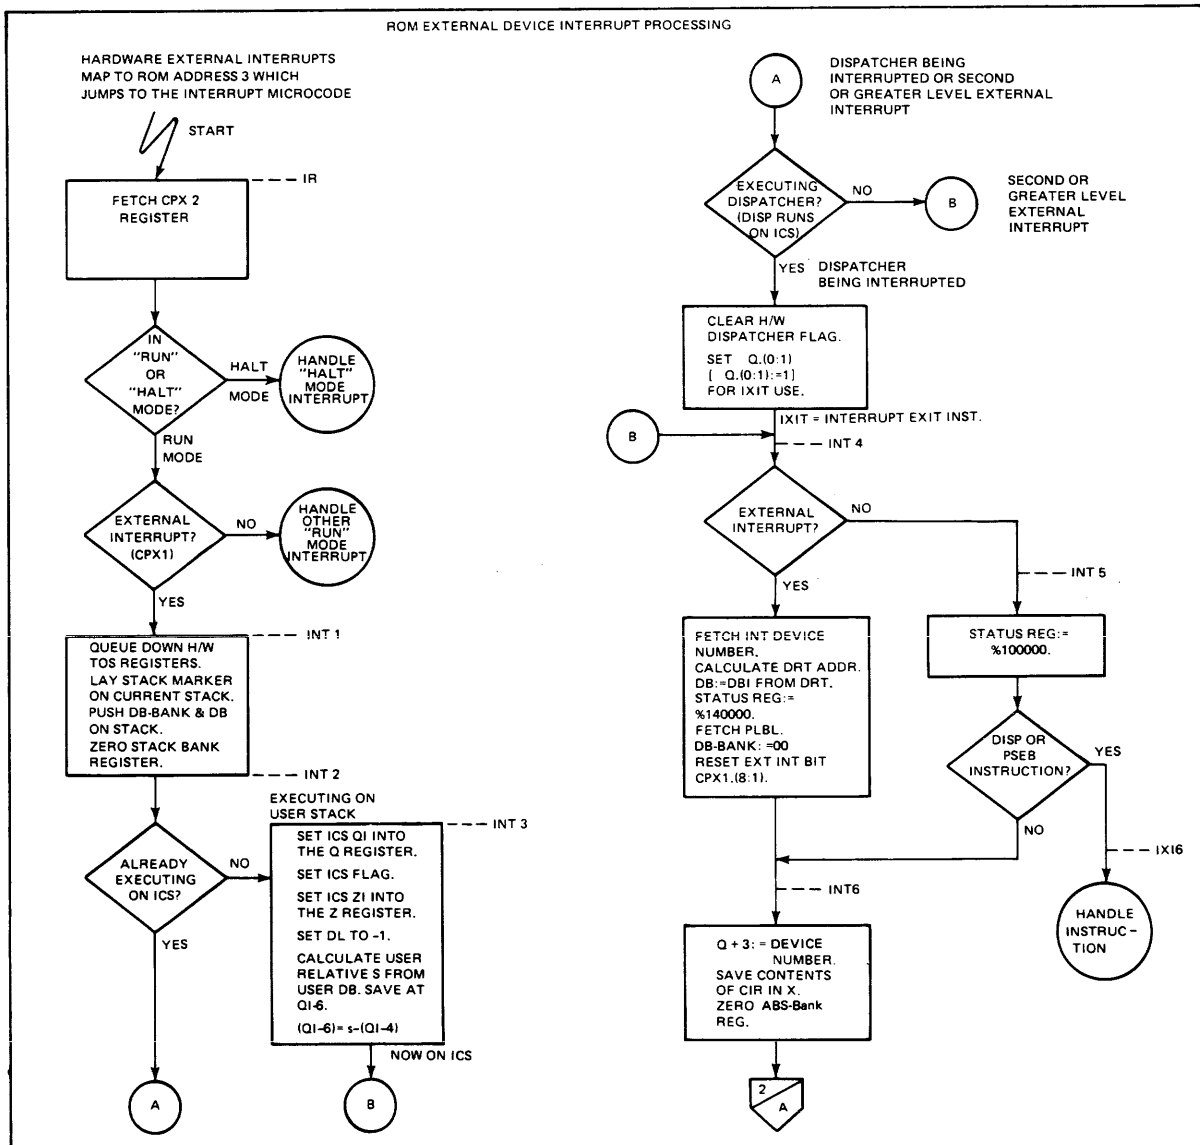 ROM EXTERNAL DEVICE INTERRUPT PROCESSING
HARDWARE EXTERNAL INTERRUPTS
MAP TO ROM ADDRESS 3 WHICH
JUMPS TO THE INTERRUPT MICROCODE
START
IR
FETCH CPX 2
REGISTER
IN
"RUN"
OR
"HALT"
MODE?
HALT
MODE
HANDLE
"HALT"
MODE
INTERRUPT
RUN
MODE
EXTERNAL
INTERRUPT?
(CPX1)
NO
HANDLE
OTHER
"RUN"
MODE
INTERRUPT
YES
INT 1
QUEUE DOWN H/W
TOS REGISTERS.
LAY STACK MARKER
ON CURRENT STACK.
PUSH DB-BANK & DB
ON STACK.
ZERO STACK BANK
REGISTER.
INT 2
ALREADY
EXECUTING
ON ICS?
NO
YES
EXECUTING ON
USER STACK
INT 3
SET ICS QI INTO
THE Q REGISTER.
SET ICS FLAG.
SET ICS ZI INTO
THE Z REGISTER.
SET DL TO -1.
CALCULATE USER
RELATIVE S FROM
USER DB. SAVE AT
QI-6.
(QI-6)= s-(QI-4)
NOW ON ICS
A
B
A
DISPATCHER BEING
INTERRUPTED OR SECOND
OR GREATER LEVEL EXTERNAL
INTERRUPT
EXECUTING
DISPATCHER?
(DISP RUNS
ON ICS)
NO
B
SECOND OR
GREATER LEVEL
EXTERNAL
INTERRUPT
YES
DISPATCHER
BEING INTERRUPTED
CLEAR H/W
DISPATCHER FLAG.
SET Q.(0:1)
[ Q.(0:1):=1]
FOR IXIT USE.
IXIT = INTERRUPT EXIT INST.
B
INT 4
EXTERNAL
INTERRUPT?
NO
YES
INT 5
FETCH INT DEVICE
NUMBER.
CALCULATE DRT ADDR.
DB:=DBI FROM DRT.
STATUS REG:=
%140000.
FETCH PLBL.
DB-BANK: =00
RESET EXT INT BIT
CPX1.(8:1).
STATUS REG:=
%100000.
DISP OR
PSEB
INSTRUCTION?
YES
NO
IXI6
HANDLE
INSTRUC-
TION
INT6
Q + 3: = DEVICE
NUMBER.
SAVE CONTENTS
OF CIR IN X.
ZERO ABS-Bank
REG.
2
A